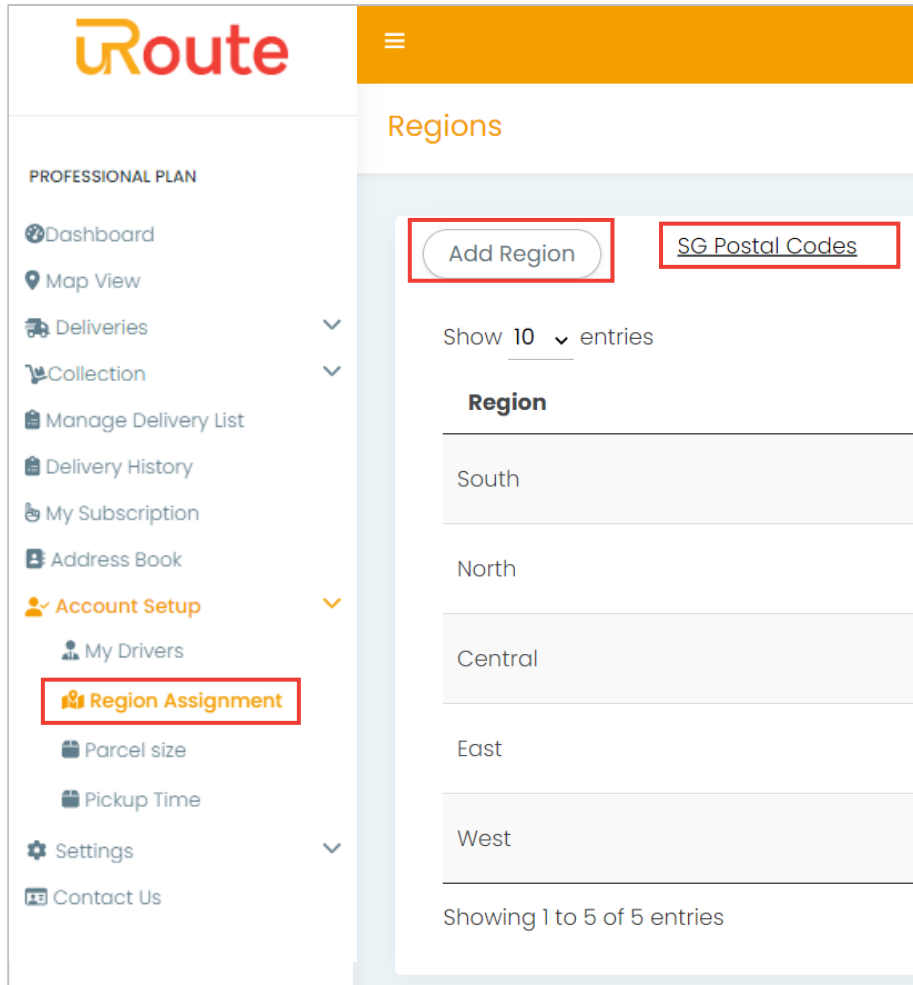 uRoute
PROFESSIONAL PLAN
Dashboard
Map View
Deliveries
Collection
Manage Delivery List
Delivery History
My Subscription
Address Book
Account Setup
My Drivers
Region Assignment
Parcel size
Pickup Time
Settings
Contact Us
Regions
Add Region
SG Postal Codes
Show 10 entries
Region
South
North
Central
East
West
Showing 1 to 5 of 5 entries